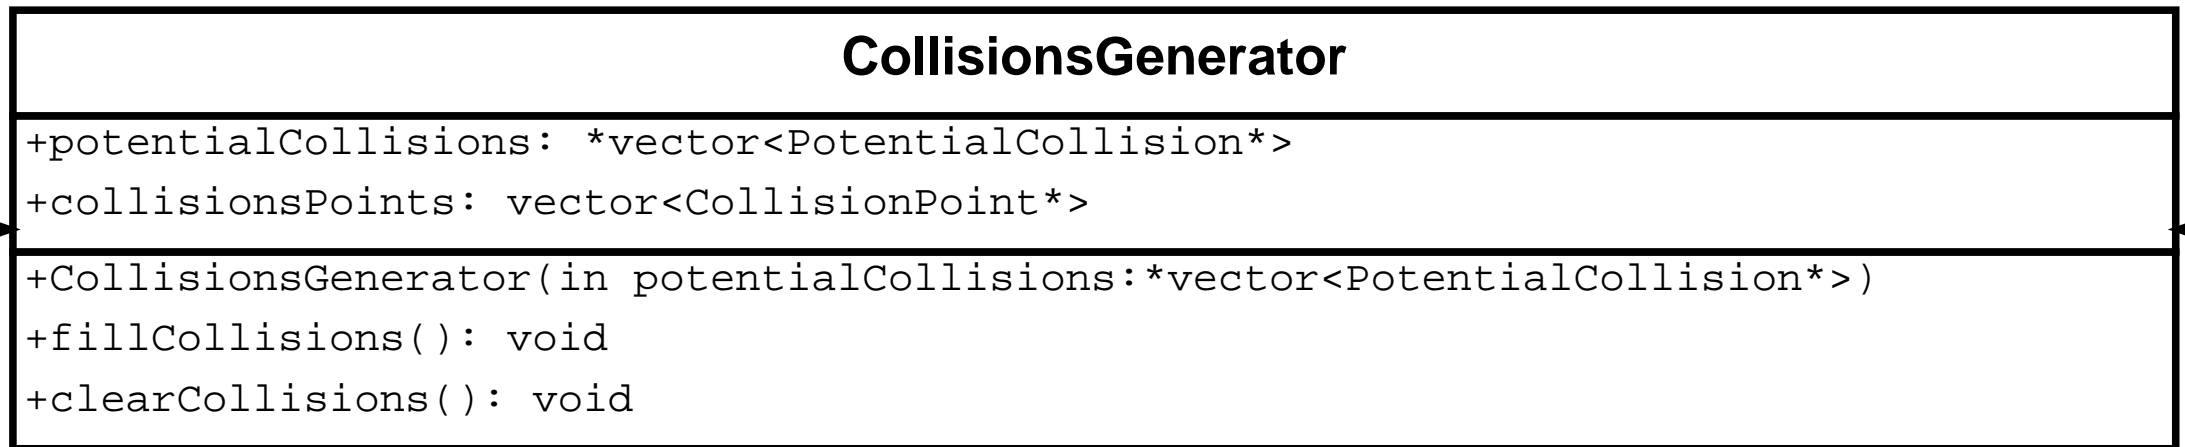 CollisionsGenerator
+potentialCollisions: *vector<PotentialCollision*>
+collisionsPoints: vector<CollisionPoint*>
+CollisionsGenerator(in potentialCollisions:*vector<PotentialCollision*>)
+fillCollisions(): void
+clearCollisions(): void